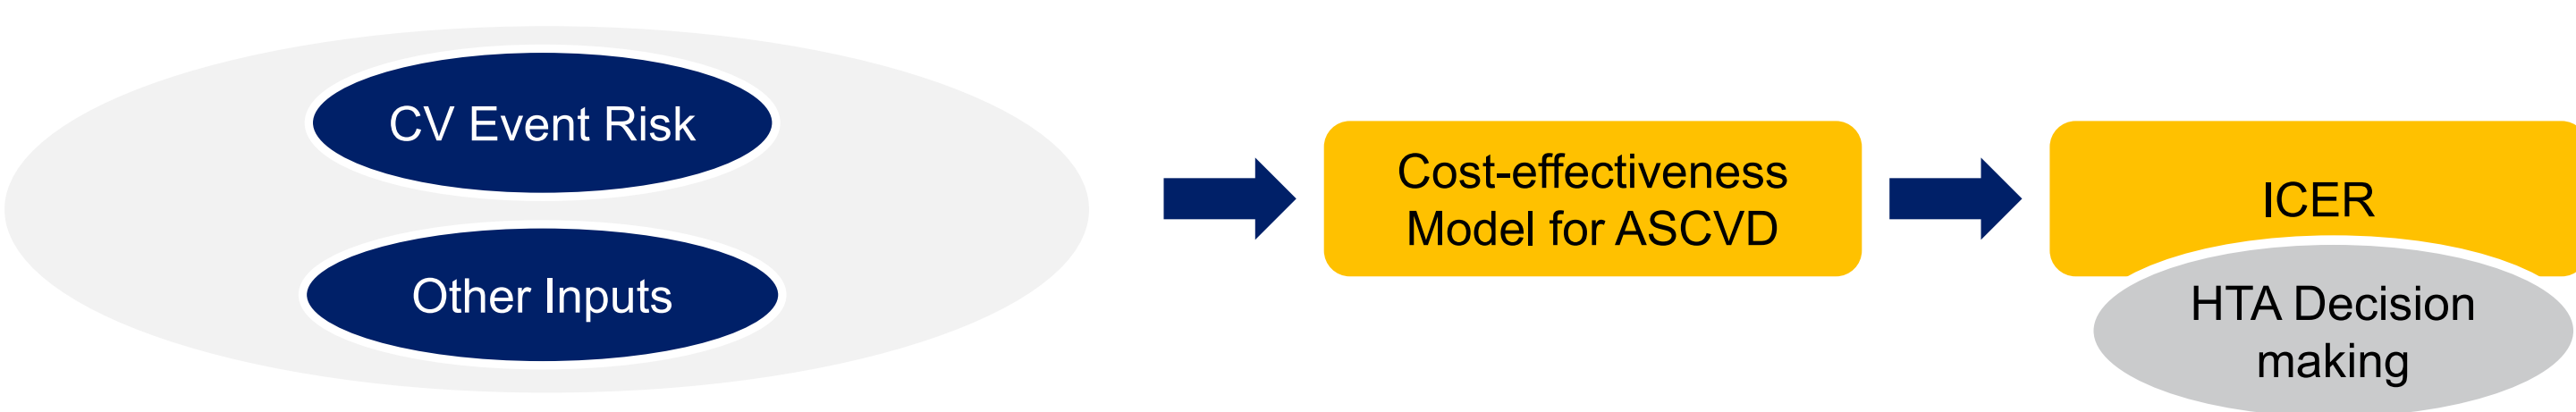 CV Event Risk
Other Inputs
Cost-effectiveness
Model for ASCVD
ICER
HTA Decision
making